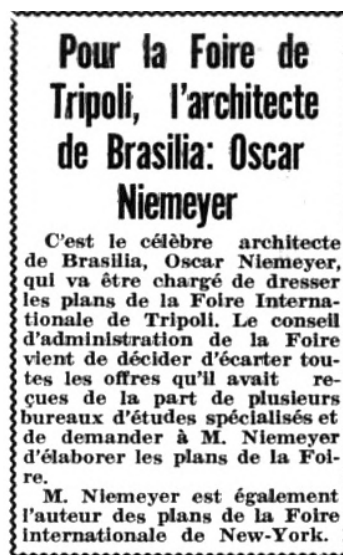 Pour la Foire de
Tripoli, l'architecte
de Brasilia: Oscar
Niemeyer
C'est le célèbre architecte
de Brasilia, Oscar Niemeyer,
qui va être chargé de dresser
les plans de la Foire Interna-
tionale de Tripoli. Le conseil
d'administration de la Foire
vient de décider d'écarter tou-
tes les offres qu'il avait re-
çues de la part de plusieurs
bureaux d'études spécialisés et
de demander à M. Niemeyer
d'élaborer les plans de la Foi-
re.
M. Niemeyer est également
l'auteur des plans de la Foire
internationale de New-York.